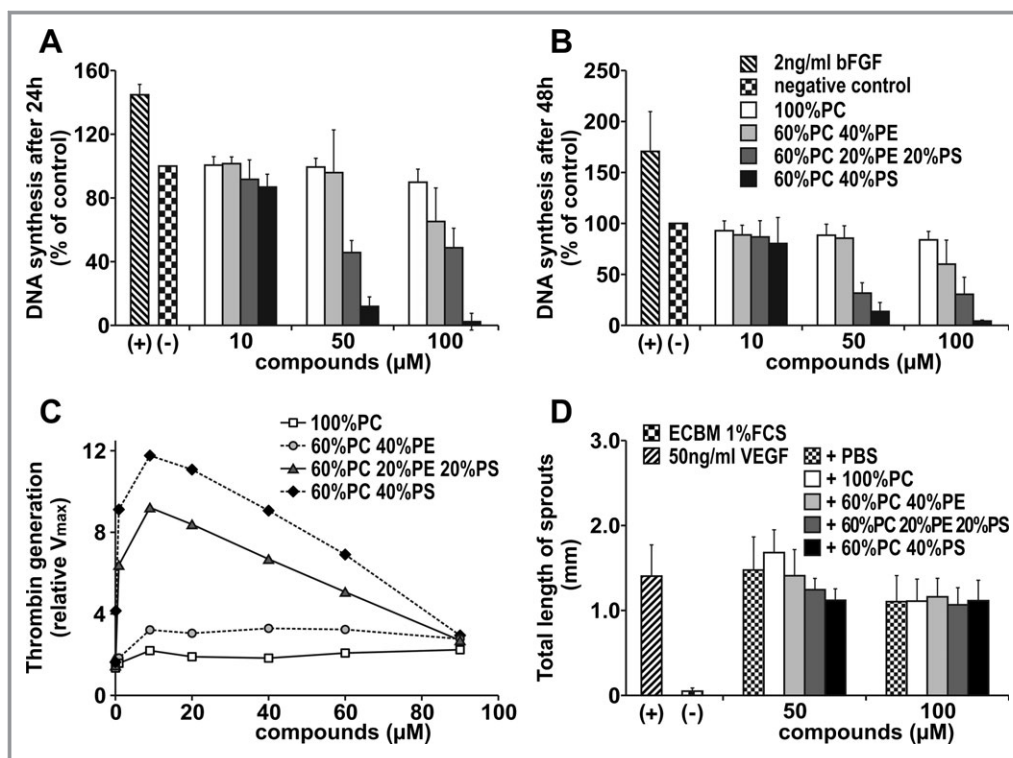 A
DNA synthesis after 24h
(% of control)
160
120
80
40
0
(+) (-) 10 50 100
compounds (µM)
B
DNA synthesis after 48h
(% of control)
250
200
150
100
50
0
2ng/ml bFGF
negative control
100%PC
60%PC 40%PE
60%PC 20%PE 20%PS
60%PC 40%PS
(+) (-) 10 50 100
compounds (µM)
C
Thrombin generation
(relative Vmax)
12
8
4
0
100%PC
60%PC 40%PE
60%PC 20%PE 20%PS
60%PC 40%PS
0 20 40 60 80 100
compounds (µM)
D
Total length of sprouts
(mm)
3.0
2.0
1.0
0
ECBM 1%FCS
50ng/ml VEGF
+ PBS
+ 100%PC
+ 60%PC 40%PE
+ 60%PC 20%PE 20%PS
+ 60%PC 40%PS
(+) (-) 50 100
compounds (µM)